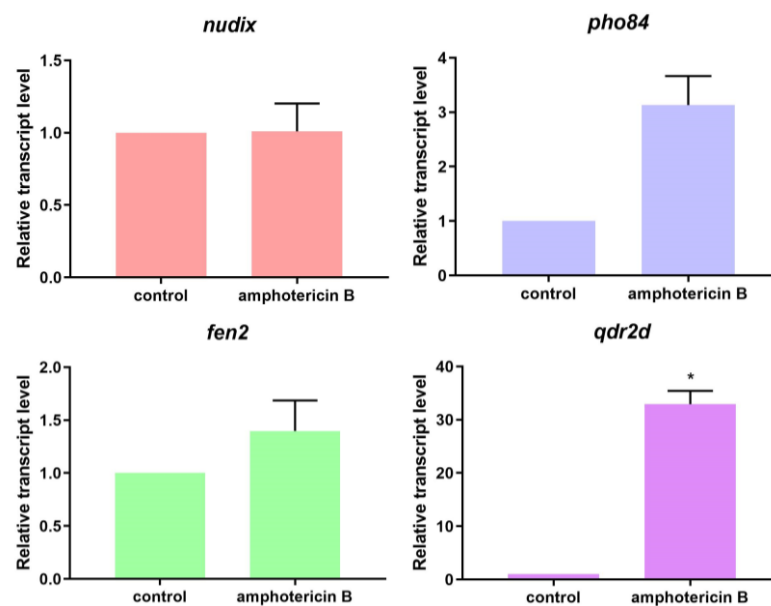 nudix
Relative transcript level
1.5
1.0
0.5
0.0
control amphotericin B
pho84
Relative transcript level
4
3
2
1
0
control amphotericin B
fen2
Relative transcript level
2.0
1.5
1.0
0.5
0.0
control amphotericin B
qdr2d
Relative transcript level
40
30
20
10
0
*
control amphotericin B